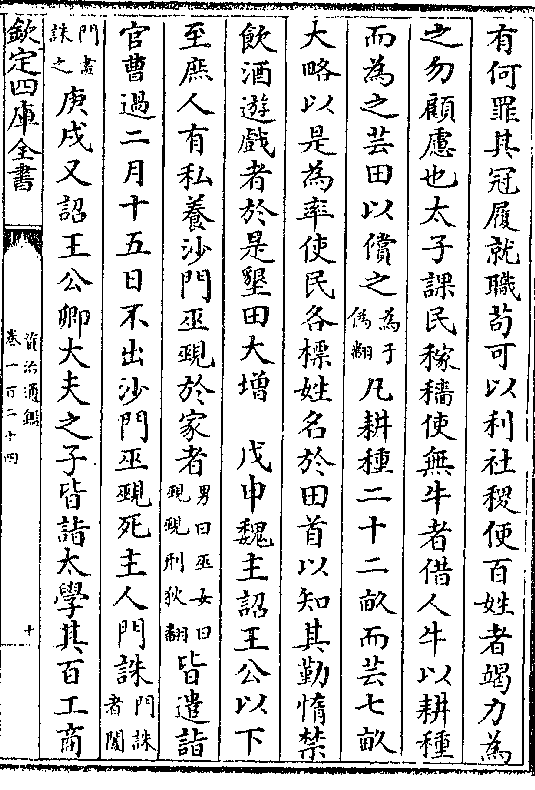 有何罪其冠履就職茍可以利社稷便百姓者竭力為
之勿顧慮也太子課民稼穡使無牛者借人牛以耕種
而為之芸田以償之為于偽翻凡耕種二十二畝而芸七畝
大略以是為率使民各標姓名於田首以知其勤惰禁
飲酒遊戲者於是墾田大增　戊申魏主詔王公以下
至庶人有私養沙門巫覡於家者男曰巫女曰覡覡刑狄翻皆遣詣
官曹過二月十五日不出沙門巫覡死主人門誅門誅者闔
門盡誅之庚戌又詔王公卿大夫之子皆詣太學其百工商
欽定四庫全書
資治通鑑
卷一百二十四
十